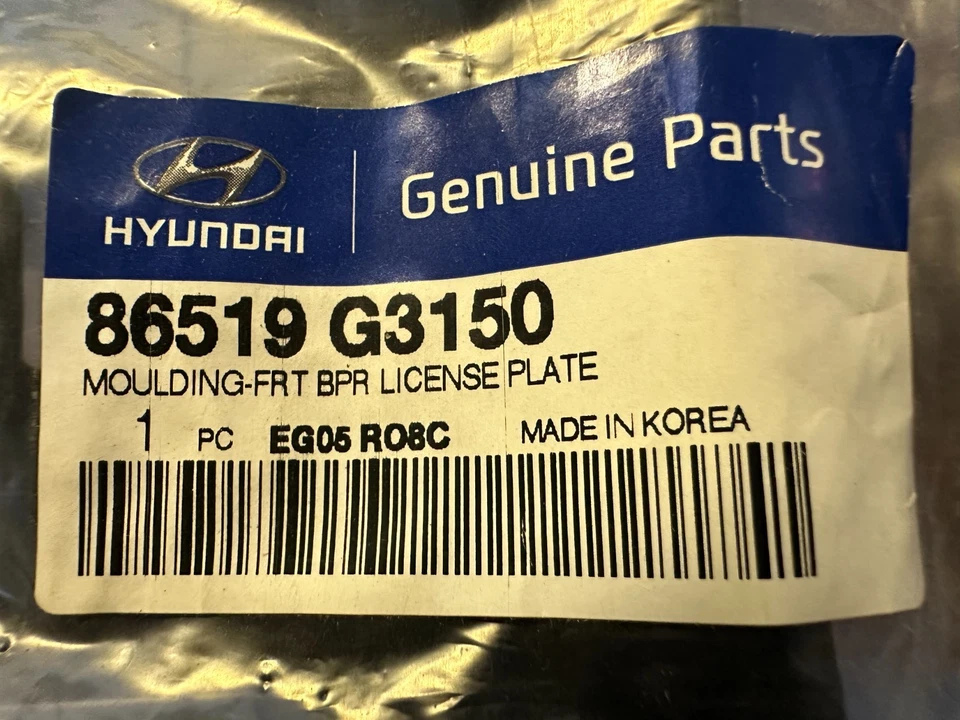 HYUNDAI
Genuine Parts
86519 G3150
MOULDING-FRT BPR LICENSE PLATE
1 PC EG05 RO8C MADE IN KOREA